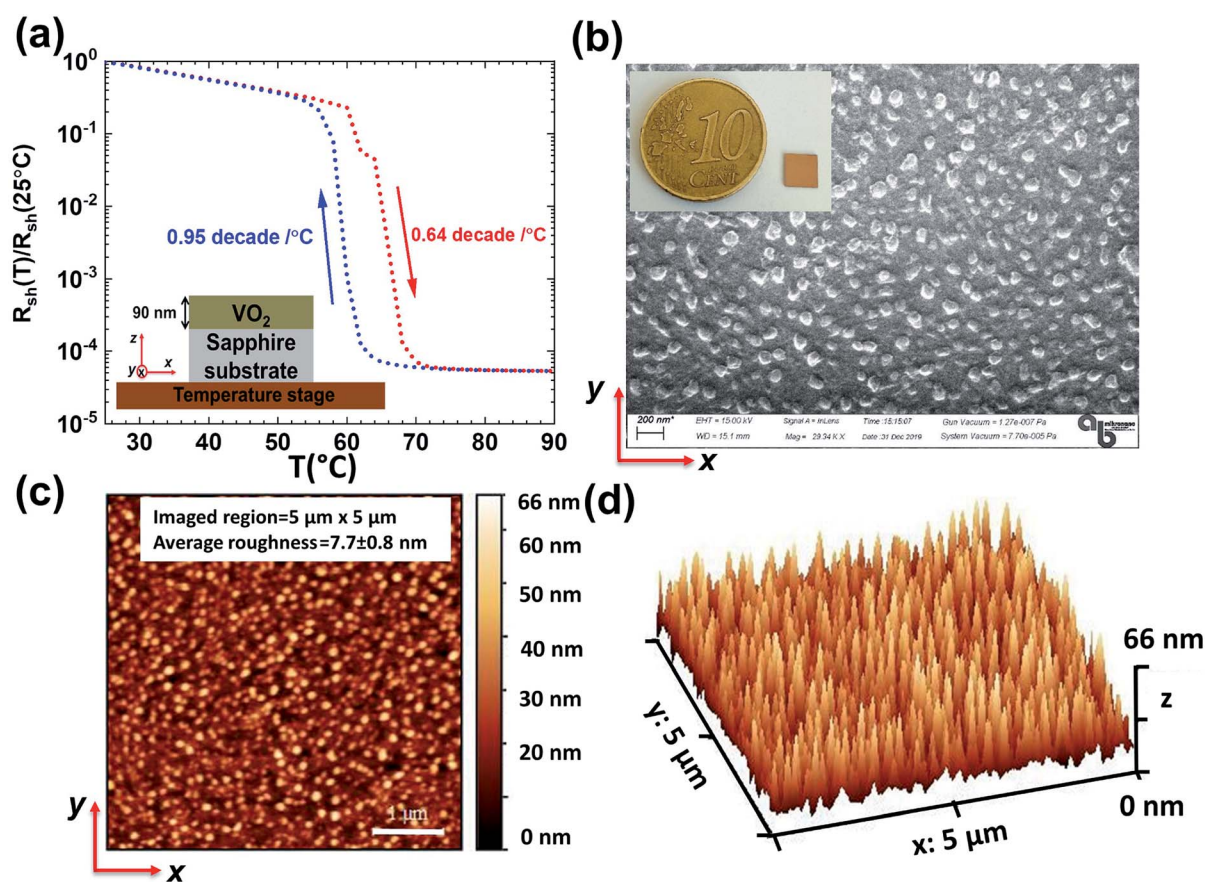 (a)
10⁰
10⁻¹
10⁻²
10⁻³
10⁻⁴
10⁻⁵
R_sh(T)/R_sh(25°C)
0.95 decade /°C
0.64 decade /°C
90 nm
VO₂
Sapphire
substrate
Temperature stage
z
y x
x
30 40 50 60 70 80 90
T(°C)
(b)
10
CENT
200 nm*
EHT = 15.00 kV
WD = 15.1 mm
Signal A = InLens
Mag = 29.34 K X
Time :15:15:07
Date :31 Dec 2019
Gun Vacuum = 1.27e-007 Pa
System Vacuum = 7.70e-005 Pa
ab
y
x
(c)
Imaged region=5 µm x 5 µm
Average roughness=7.7±0.8 nm
66 nm
60 nm
50 nm
40 nm
30 nm
20 nm
0 nm
1 µm
y
x
(d)
66 nm
z
0 nm
y: 5 µm
x: 5 µm